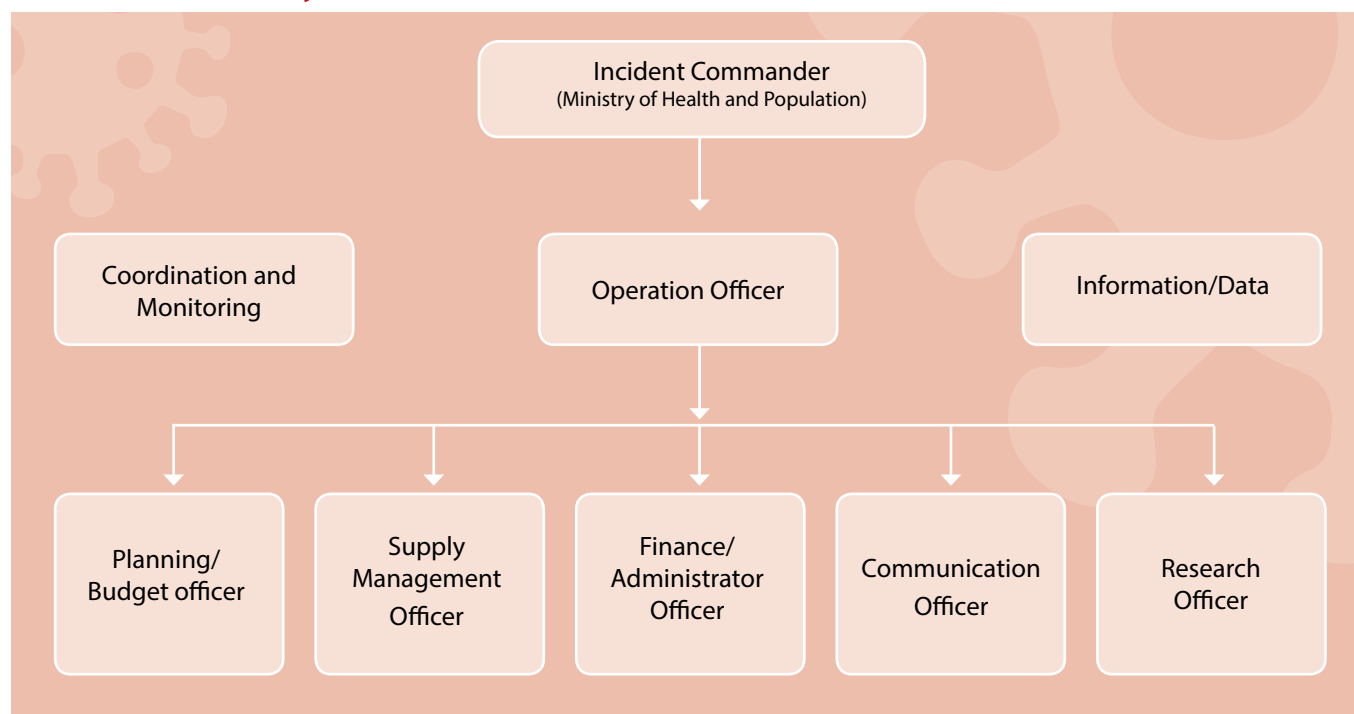 Incident Commander
(Ministry of Health and Population)
Coordination and
Monitoring
Operation Officer
Information/Data
Planning/
Budget officer
Supply
Management
Officer
Finance/
Administrator
Officer
Communication
Officer
Research
Officer